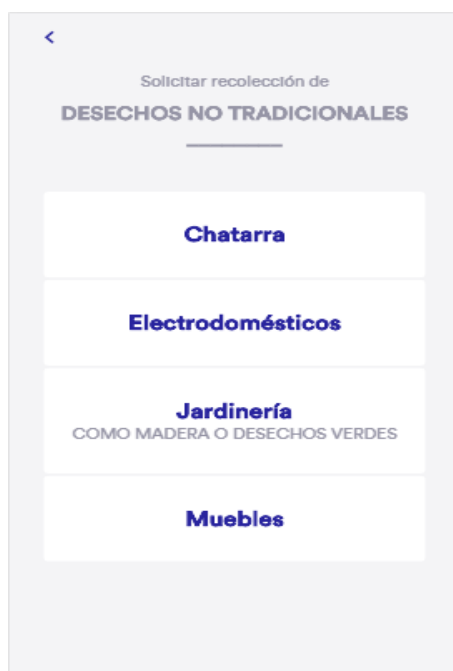 Solicitar recolección de
DESECHOS NO TRADICIONALES
Chatarra
Electrodomésticos
Jardinería
COMO MADERA O DESECHOS VERDES
Muebles